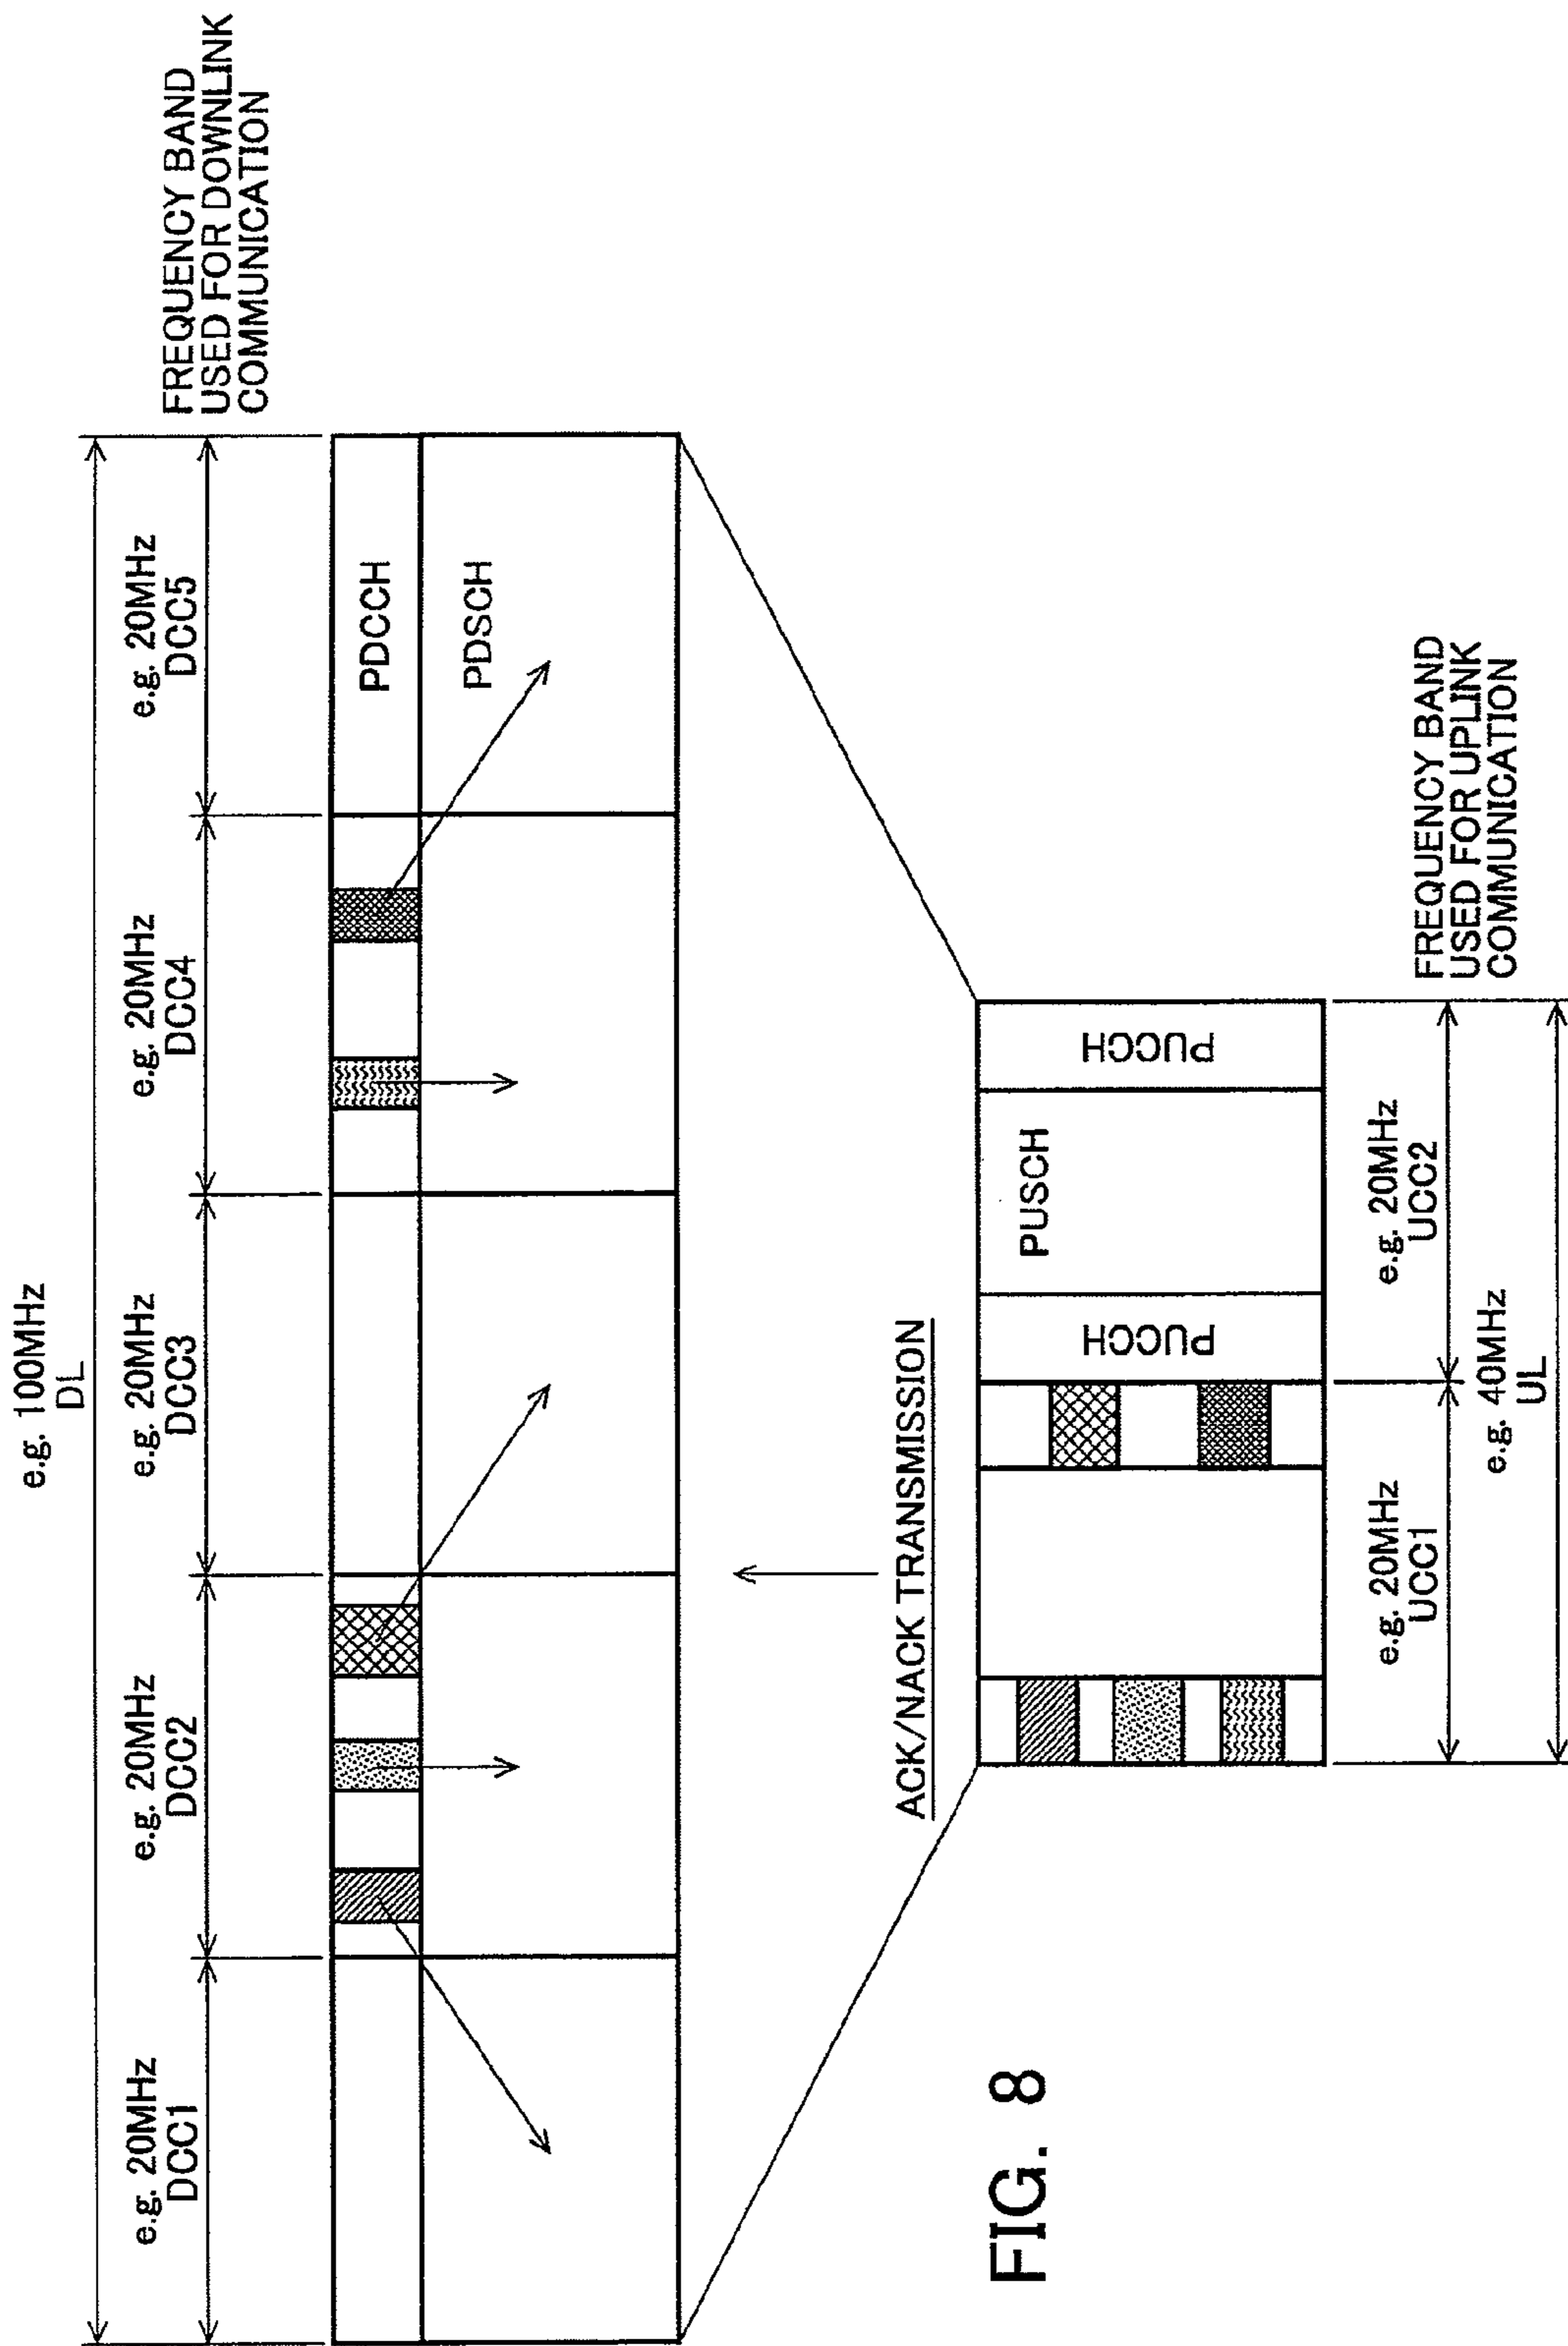 FREQUENCY BAND
USED FOR DOWNLINK
COMMUNICATION
e.g. 100MHz
DL
e.g. 20MHz
DCC1
e.g. 20MHz
DCC2
e.g. 20MHz
DCC3
e.g. 20MHz
DCC4
e.g. 20MHz
DCC5
PDCCH
PDSCH
ACK/NACK TRANSMISSION
PUCCH
PUSCH
PUCCH
e.g. 20MHz
UCC1
e.g. 20MHz
UCC2
e.g. 40MHz
UL
FREQUENCY BAND
USED FOR UPLINK
COMMUNICATION
FIG. 8